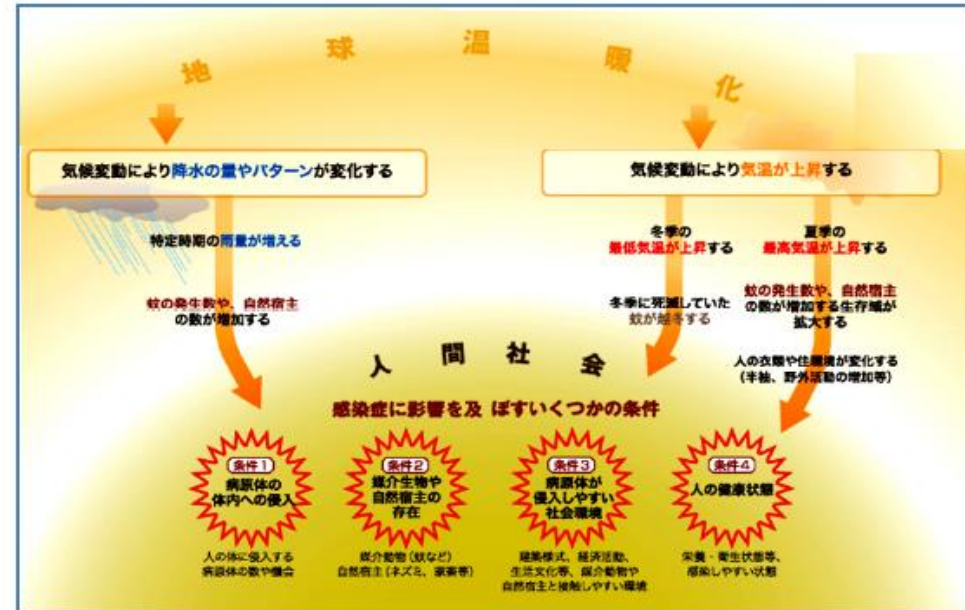 地球温暖化
気候変動により降水の量やパターンが変化する
気候変動により気温が上昇する
特定時期の雨量が増える
蚊の発生数や、自然宿主
の数が増加する
冬季の
最低気温が上昇する
冬季に死滅していた
蚊が越冬する
夏季の
最高気温が上昇する
蚊の発生数や、自然宿主
の数が増加する生存域が
拡大する
人の衣類や住環境が変化する
(半袖、野外活動の増加等)
人間社会
感染症に影響を及 ぼすいくつかの条件
条件1
病原体の
体内への侵入
人の体に侵入する
病原体の数や機会
条件2
媒介生物や
自然宿主の
存在
媒介動物(蚊など)
自然宿主(ネズミ、家畜等)
条件3
病原体が
侵入しやすい
社会環境
建築様式、経済活動、
生活文化等、媒介動物や
自然宿主と接触しやすい環境
条件4
人の健康状態
栄養・衛生状態等、
感染しやすい状態